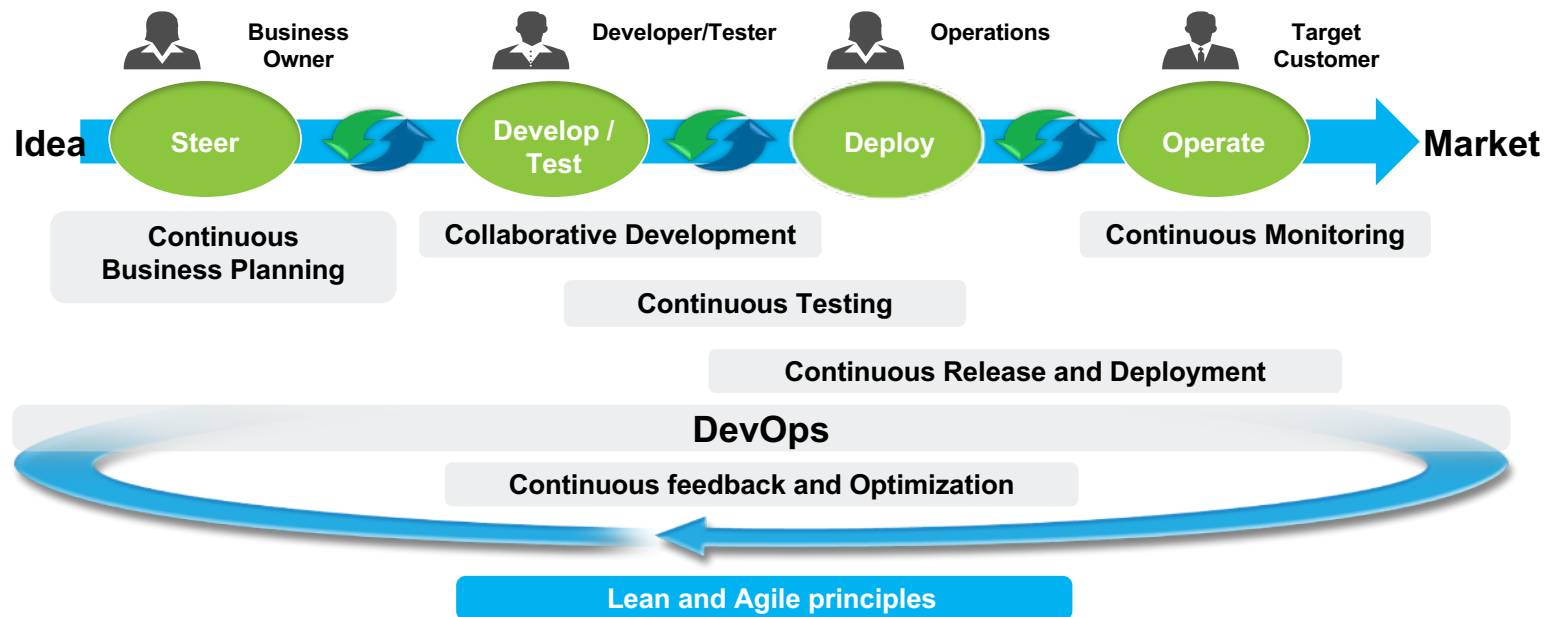 Business
Owner
Developer/Tester
Operations
Target
Customer
Idea
Steer
Develop /
Test
Deploy
Operate
Market
Continuous
Business Planning
Collaborative Development
Continuous Monitoring
Continuous Testing
Continuous Release and Deployment
DevOps
Continuous feedback and Optimization
Lean and Agile principles